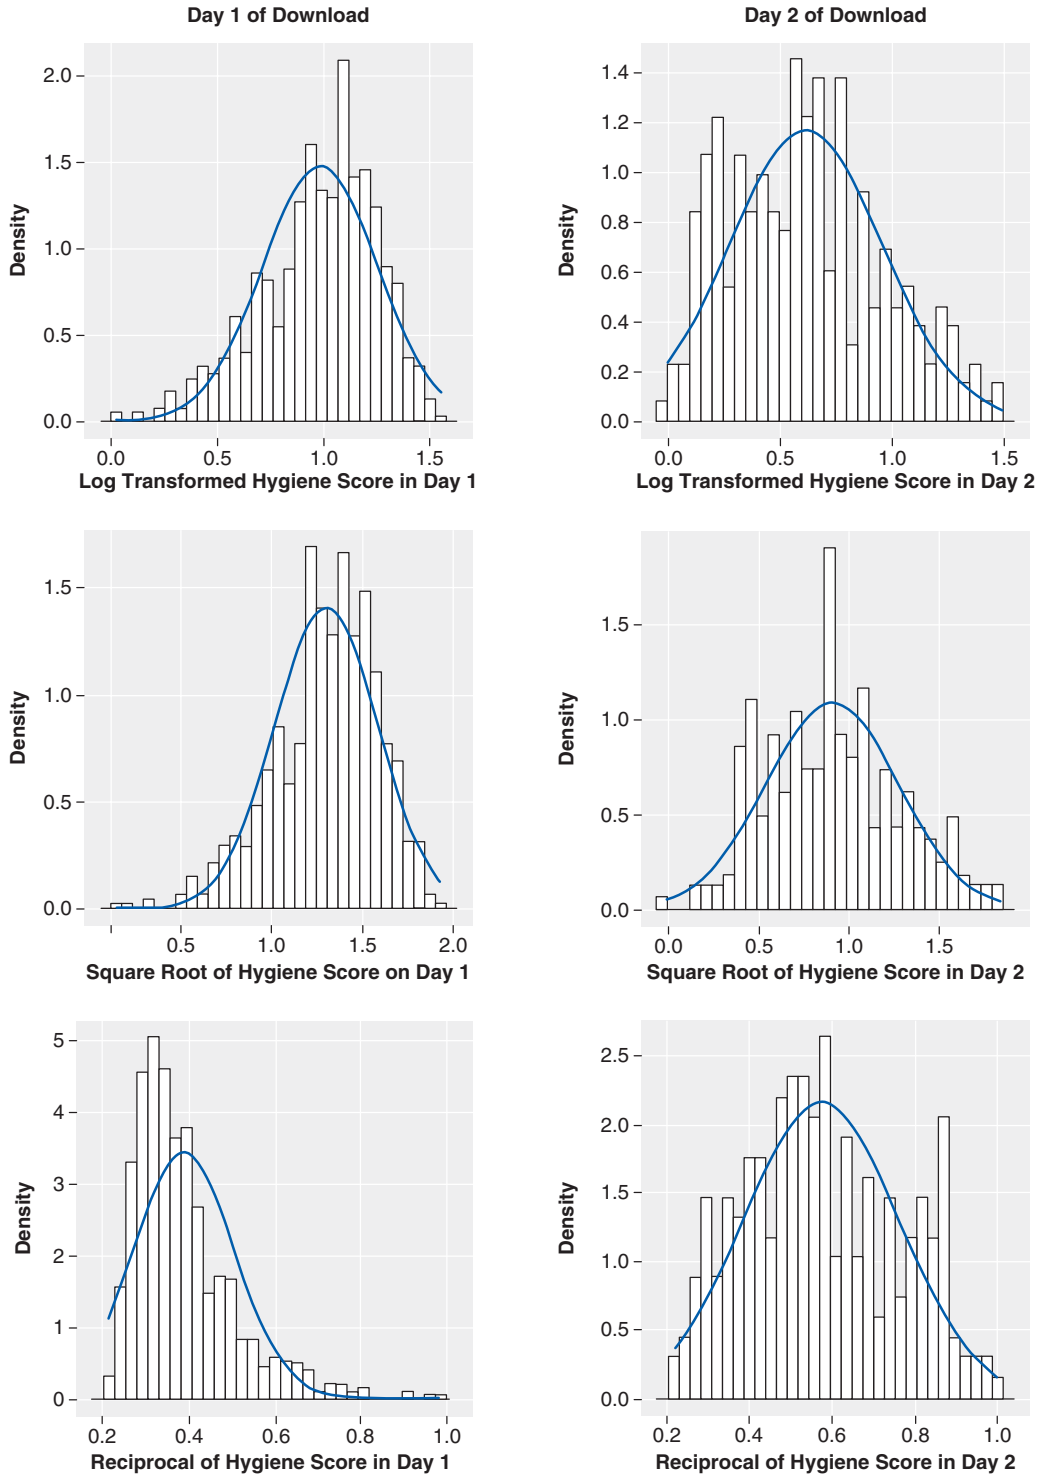 Day 1 of Download
Day 2 of Download
2.0
1.5
1.0
0.5
0.0
Density
0.0 0.5 1.0 1.5
Log Transformed Hygiene Score in Day 1
1.4
1.2
1.0
0.8
0.6
0.4
0.2
0.0
Density
0.0 0.5 1.0 1.5
Log Transformed Hygiene Score in Day 2
1.5
1.0
0.5
0.0
Density
0.5 1.0 1.5 2.0
Square Root of Hygiene Score on Day 1
1.5
1.0
0.5
0.0
Density
0.0 0.5 1.0 1.5
Square Root of Hygiene Score in Day 2
5
4
3
2
1
0
Density
0.2 0.4 0.6 0.8 1.0
Reciprocal of Hygiene Score in Day 1
2.5
2.0
1.5
1.0
0.5
0.0
Density
0.2 0.4 0.6 0.8 1.0
Reciprocal of Hygiene Score in Day 2